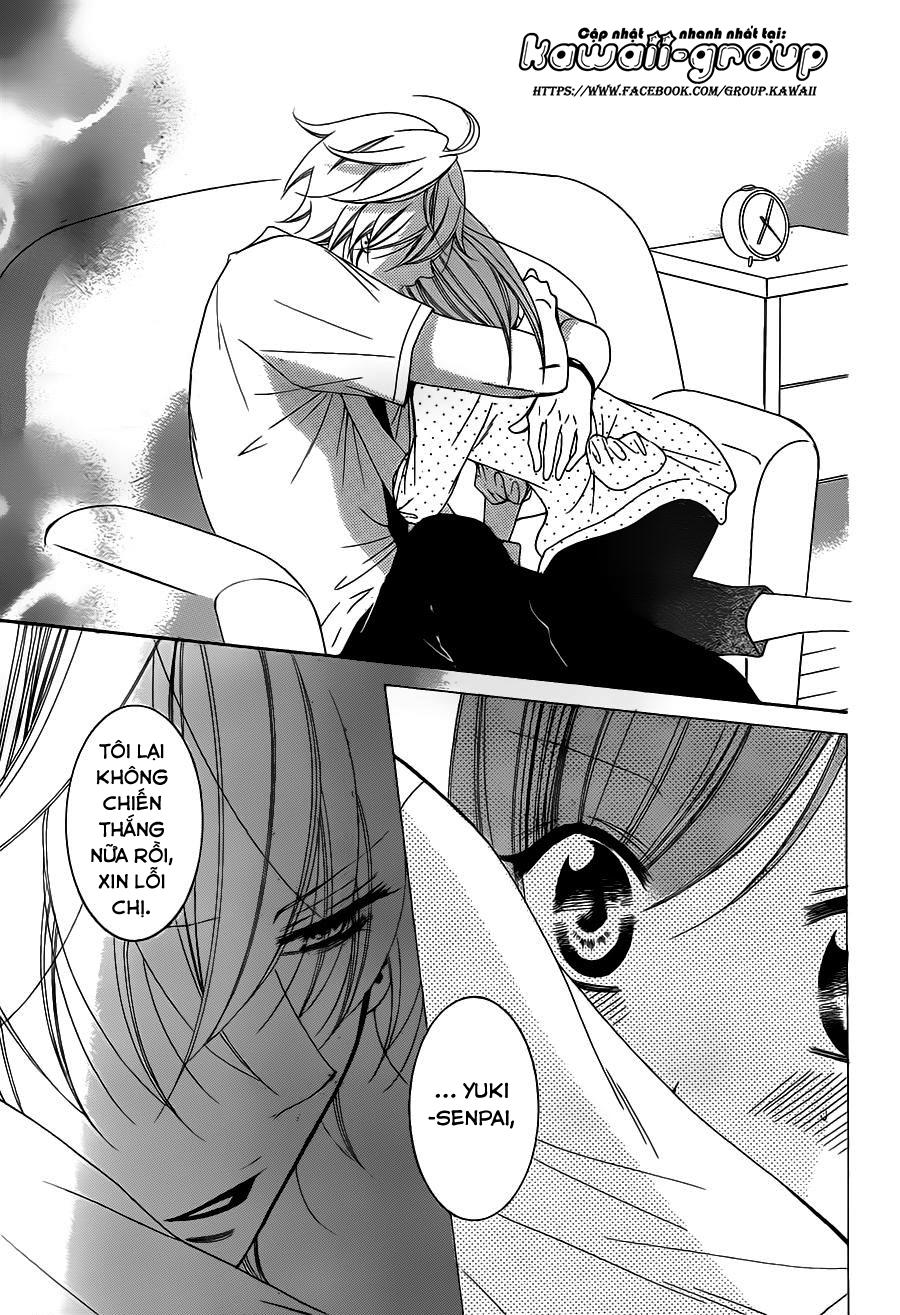 Cập nhật nhanh nhất tại:
kawaii-group
HTTPS://WWW.FACEBOOK.COM/GROUP.KAWAII
TÔI LẠI
KHÔNG
CHIẾN
THẮNG
NỮA RỒI,
XIN LỖI
CHỊ.
... YUKI
-SENPAI,